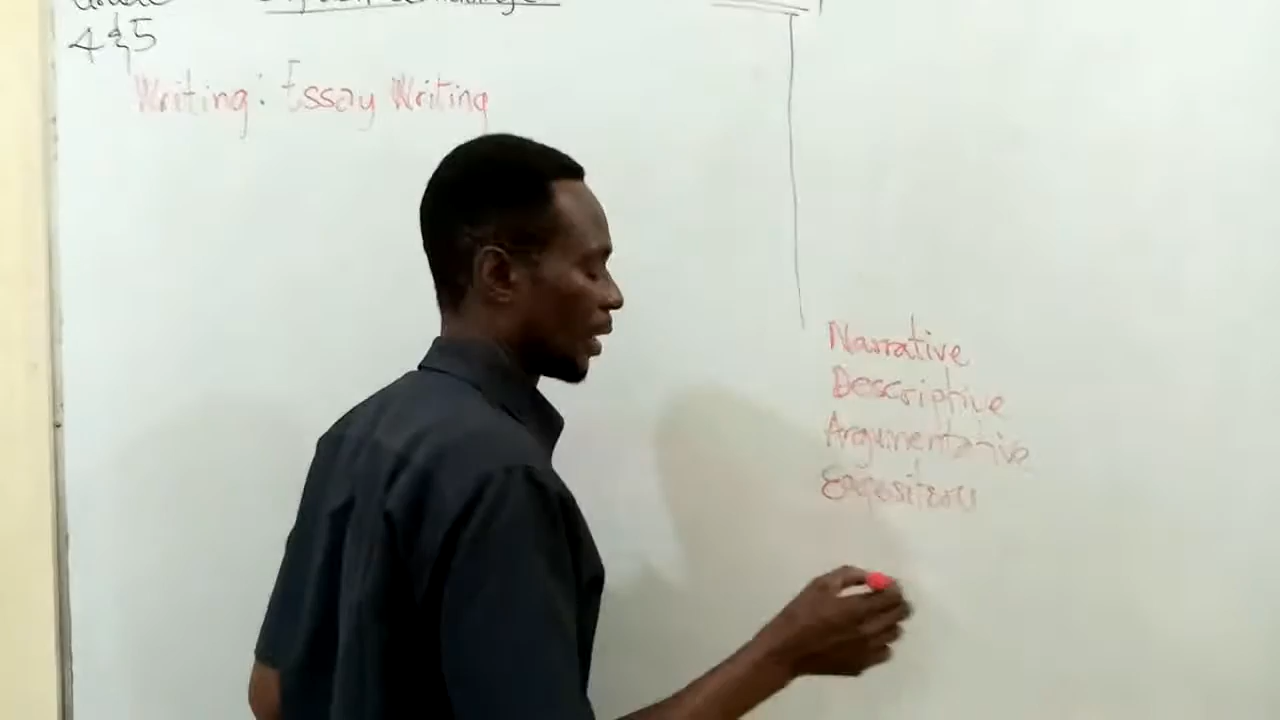 4 & 5
Writing: Essay Writing
Narrative
Descriptive
Argumentative
Expository